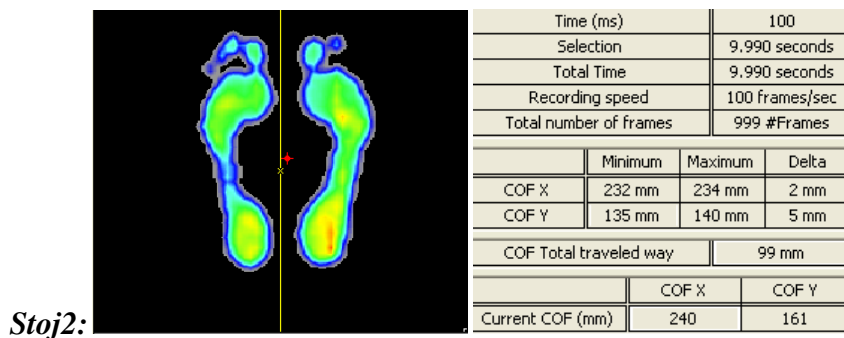 Time (ms) 100
Selection 9.990 seconds
Total Time 9.990 seconds
Recording speed 100 frames/sec
Total number of frames 999 #Frames
Minimum Maximum Delta
COF X 232 mm 234 mm 2 mm
COF Y 135 mm 140 mm 5 mm
COF Total traveled way 99 mm
COF X COF Y
Current COF (mm) 240 161
Stoj2: